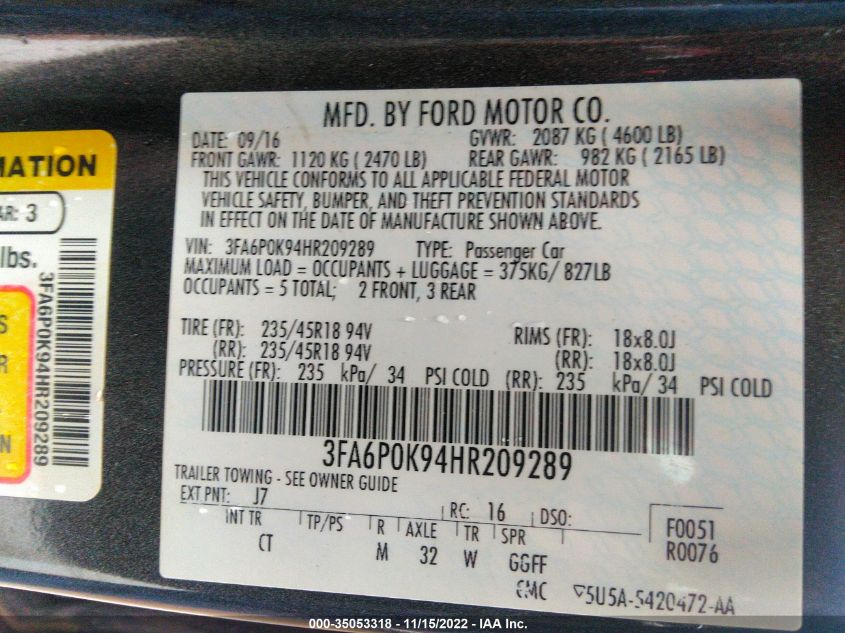 MFD. BY FORD MOTOR CO.
DATE: 09/16 GVWR: 2087 KG ( 4600 LB)
FRONT GAWR: 1120 KG ( 2470 LB) REAR GAWR: 982 KG ( 2165 LB)
THIS VEHICLE CONFORMS TO ALL APPLICABLE FEDERAL MOTOR
VEHICLE SAFETY, BUMPER, AND THEFT PREVENTION STANDARDS
IN EFFECT ON THE DATE OF MANUFACTURE SHOWN ABOVE.
VIN: 3FA6P0K94HR209289 TYPE: Passenger Car
MAXIMUM LOAD = OCCUPANTS + LUGGAGE = 375KG/ 827LB
OCCUPANTS = 5 TOTAL; 2 FRONT, 3 REAR
TIRE (FR): 235/45R18 94V RIMS (FR): 18x8.0J
(RR): 235/45R18 94V (RR): 18x8.0J
PRESSURE (FR): 235 kPa/ 34 PSI COLD (RR): 235 kPa/ 34 PSI COLD
3FA6P0K94HR209289
TRAILER TOWING - SEE OWNER GUIDE
EXT PNT: J7 RC: 16 DSO: F0051
INT TR TP/PS R AXLE TR SPR R0076
CT M 32 W GGFF
5U5A-5420472-AA
MATION
AR: 3
lbs.
S
R
N
3FA6P0K94HR209289
000-35053318 - 11/15/2022 - IAA Inc.